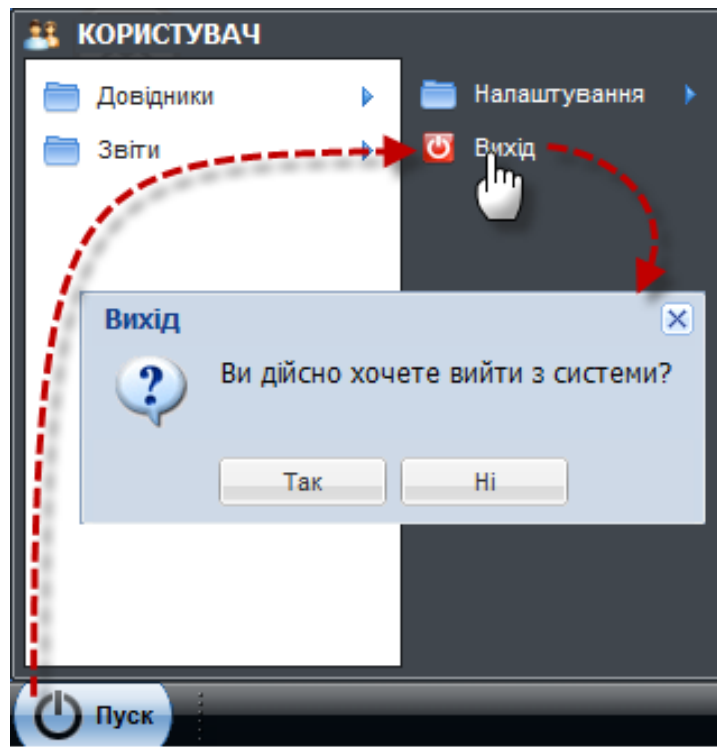 КОРИСТУВАЧ
Довідники
Налаштування
Звіти
Вихід
Вихід
Ви дійсно хочете вийти з системи?
Так
Ні
Пуск